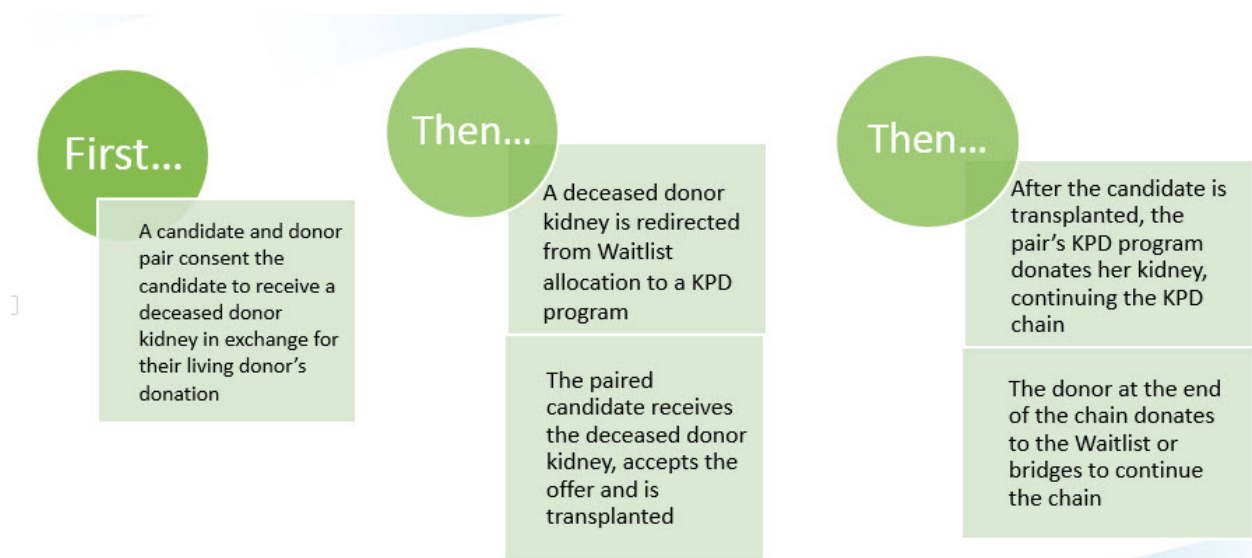 First...
A candidate and donor
pair consent the
candidate to receive a
deceased donor
kidney in exchange for
their living donor's
donation
Then...
A deceased donor
kidney is redirected
from Waitlist
allocation to a KPD
program
The paired
candidate receives
the deceased donor
kidney, accepts the
offer and is
transplanted
Then...
After the candidate is
transplanted, the
pair's KPD program
donates her kidney,
continuing the KPD
chain
The donor at the end
of the chain donates
to the Waitlist or
bridges to continue
the chain